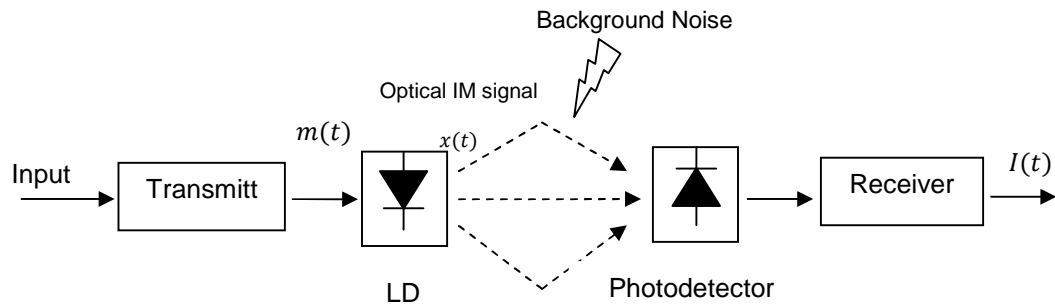 Background Noise
Optical IM signal
m(t)
x(t)
Input
Transmitt
Receiver
I(t)
LD
Photodetector